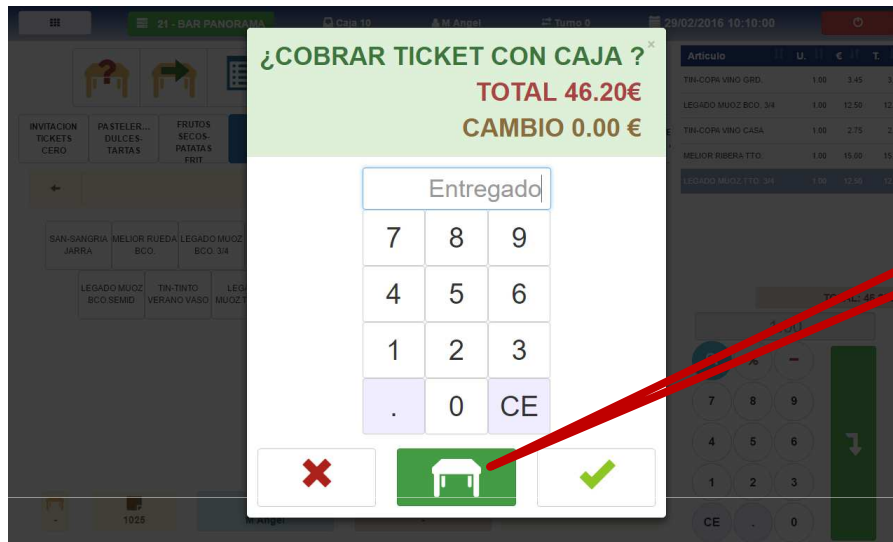 21 - BAR PANORAMA
Caja 10
M Angel
Turno 0
29/02/2016 10:10:00
¿COBRAR TICKET CON CAJA ?
×
TOTAL 46.20€
CAMBIO 0.00 €
INVITACION
TICKETS
CERO
PASTELER...
DULCES-
TARTAS
FRUTOS
SECOS-
PATATAS
FRIT
SAN-SANGRIA
JARRA
MELIOR RUEDA
BCO.
LEGADO MUOZ
BCO. 3/4
LEGADO MUOZ
BCO.SEMID
TIN-TINTO
VERANO VASO
Entregado
7 8 9
4 5 6
1 2 3
. 0 CE
Articulo U. € T.
TIN-COPA VINO GRD. 1.00 3.45
LEGADO MUOZ BCO. 3/4 1.00 12.50
TIN-COPA VINO CASA 1.00 2.75
MELIOR RIBERA TTO. 1.00 15.00
LEGADO MUOZ TTO. 3/4 1.00 12.50
7 8 9
4 5 6
1 2 3
CE . 0
-
1025
M Angel
-